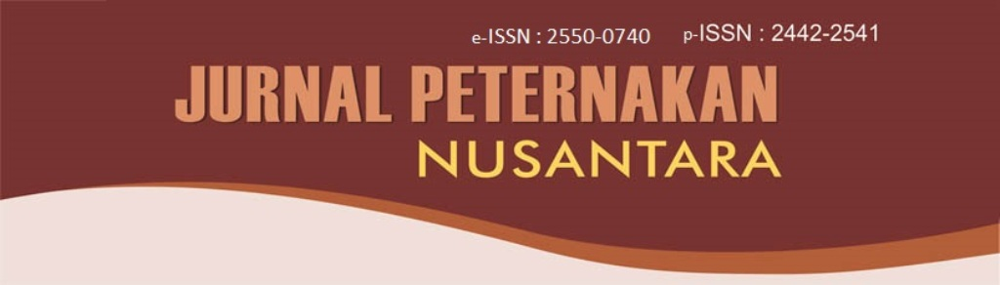 e-ISSN : 2550-0740 p-ISSN : 2442-2541
JURNAL PETERNAKAN
NUSANTARA